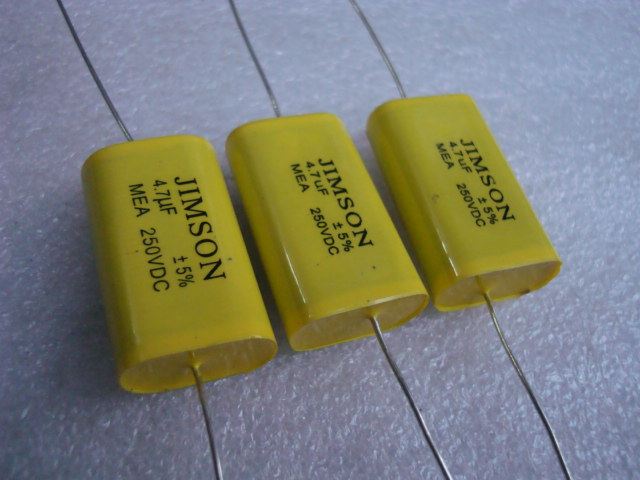 JIMSON
4.7µF ±5%
MEA 250VDC
JIMSON
4.7uF ±5%
MEA 250VDC
JIMSON
4.7uF ±5%
MEA 250VDC